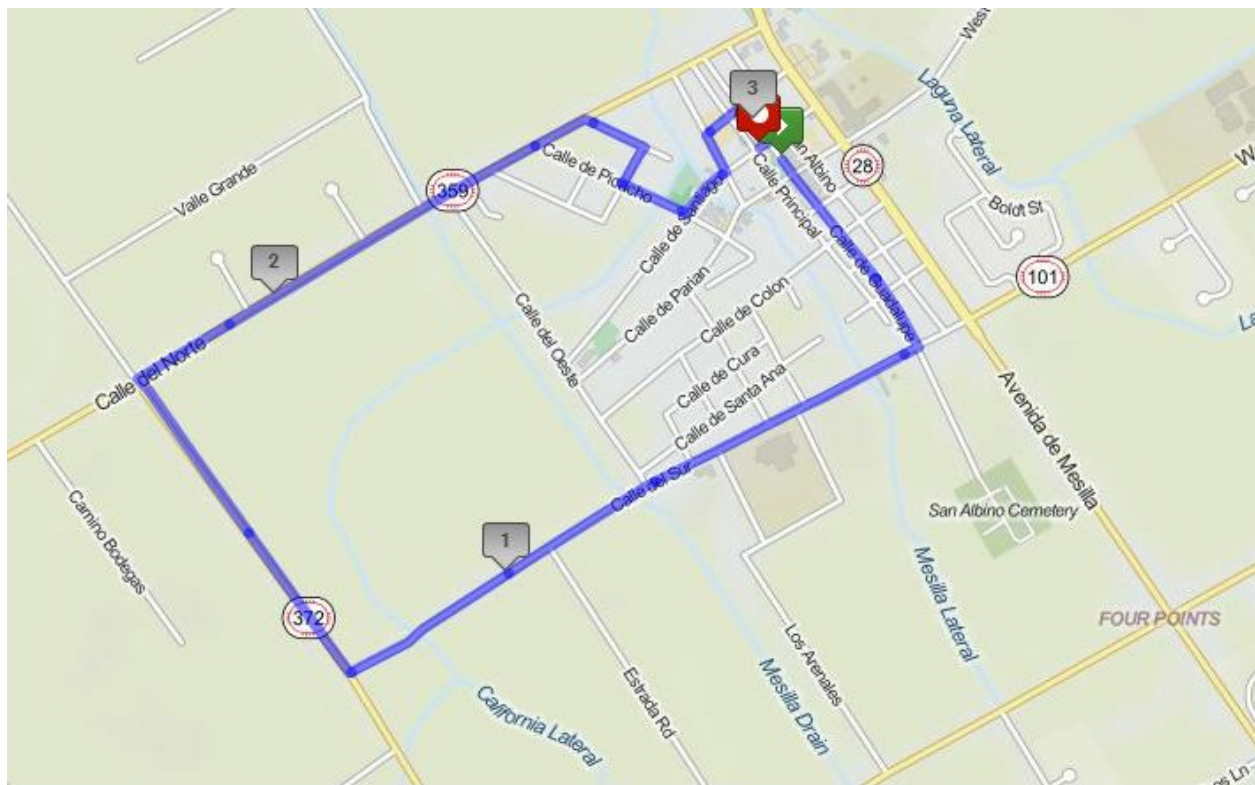 West
3
Laguna Lateral
28
Calle de Picacho
Valle Grande
359
San Albino
Calle Principal
Boldt St
Calle de Santiago
2
101
Calle de Guadalupe
Calle de Parian
Calle de Colon
Calle del Oeste
Calle del Norte
Calle de Cura
Calle de Santa Ana
Avenida de Mesilla
Calle del Sur
Camino Bodegas
San Albino Cemetery
1
372
Mesilla Lateral
FOUR POINTS
Los Arenales
Estrada Rd
Mesilla Drain
California Lateral